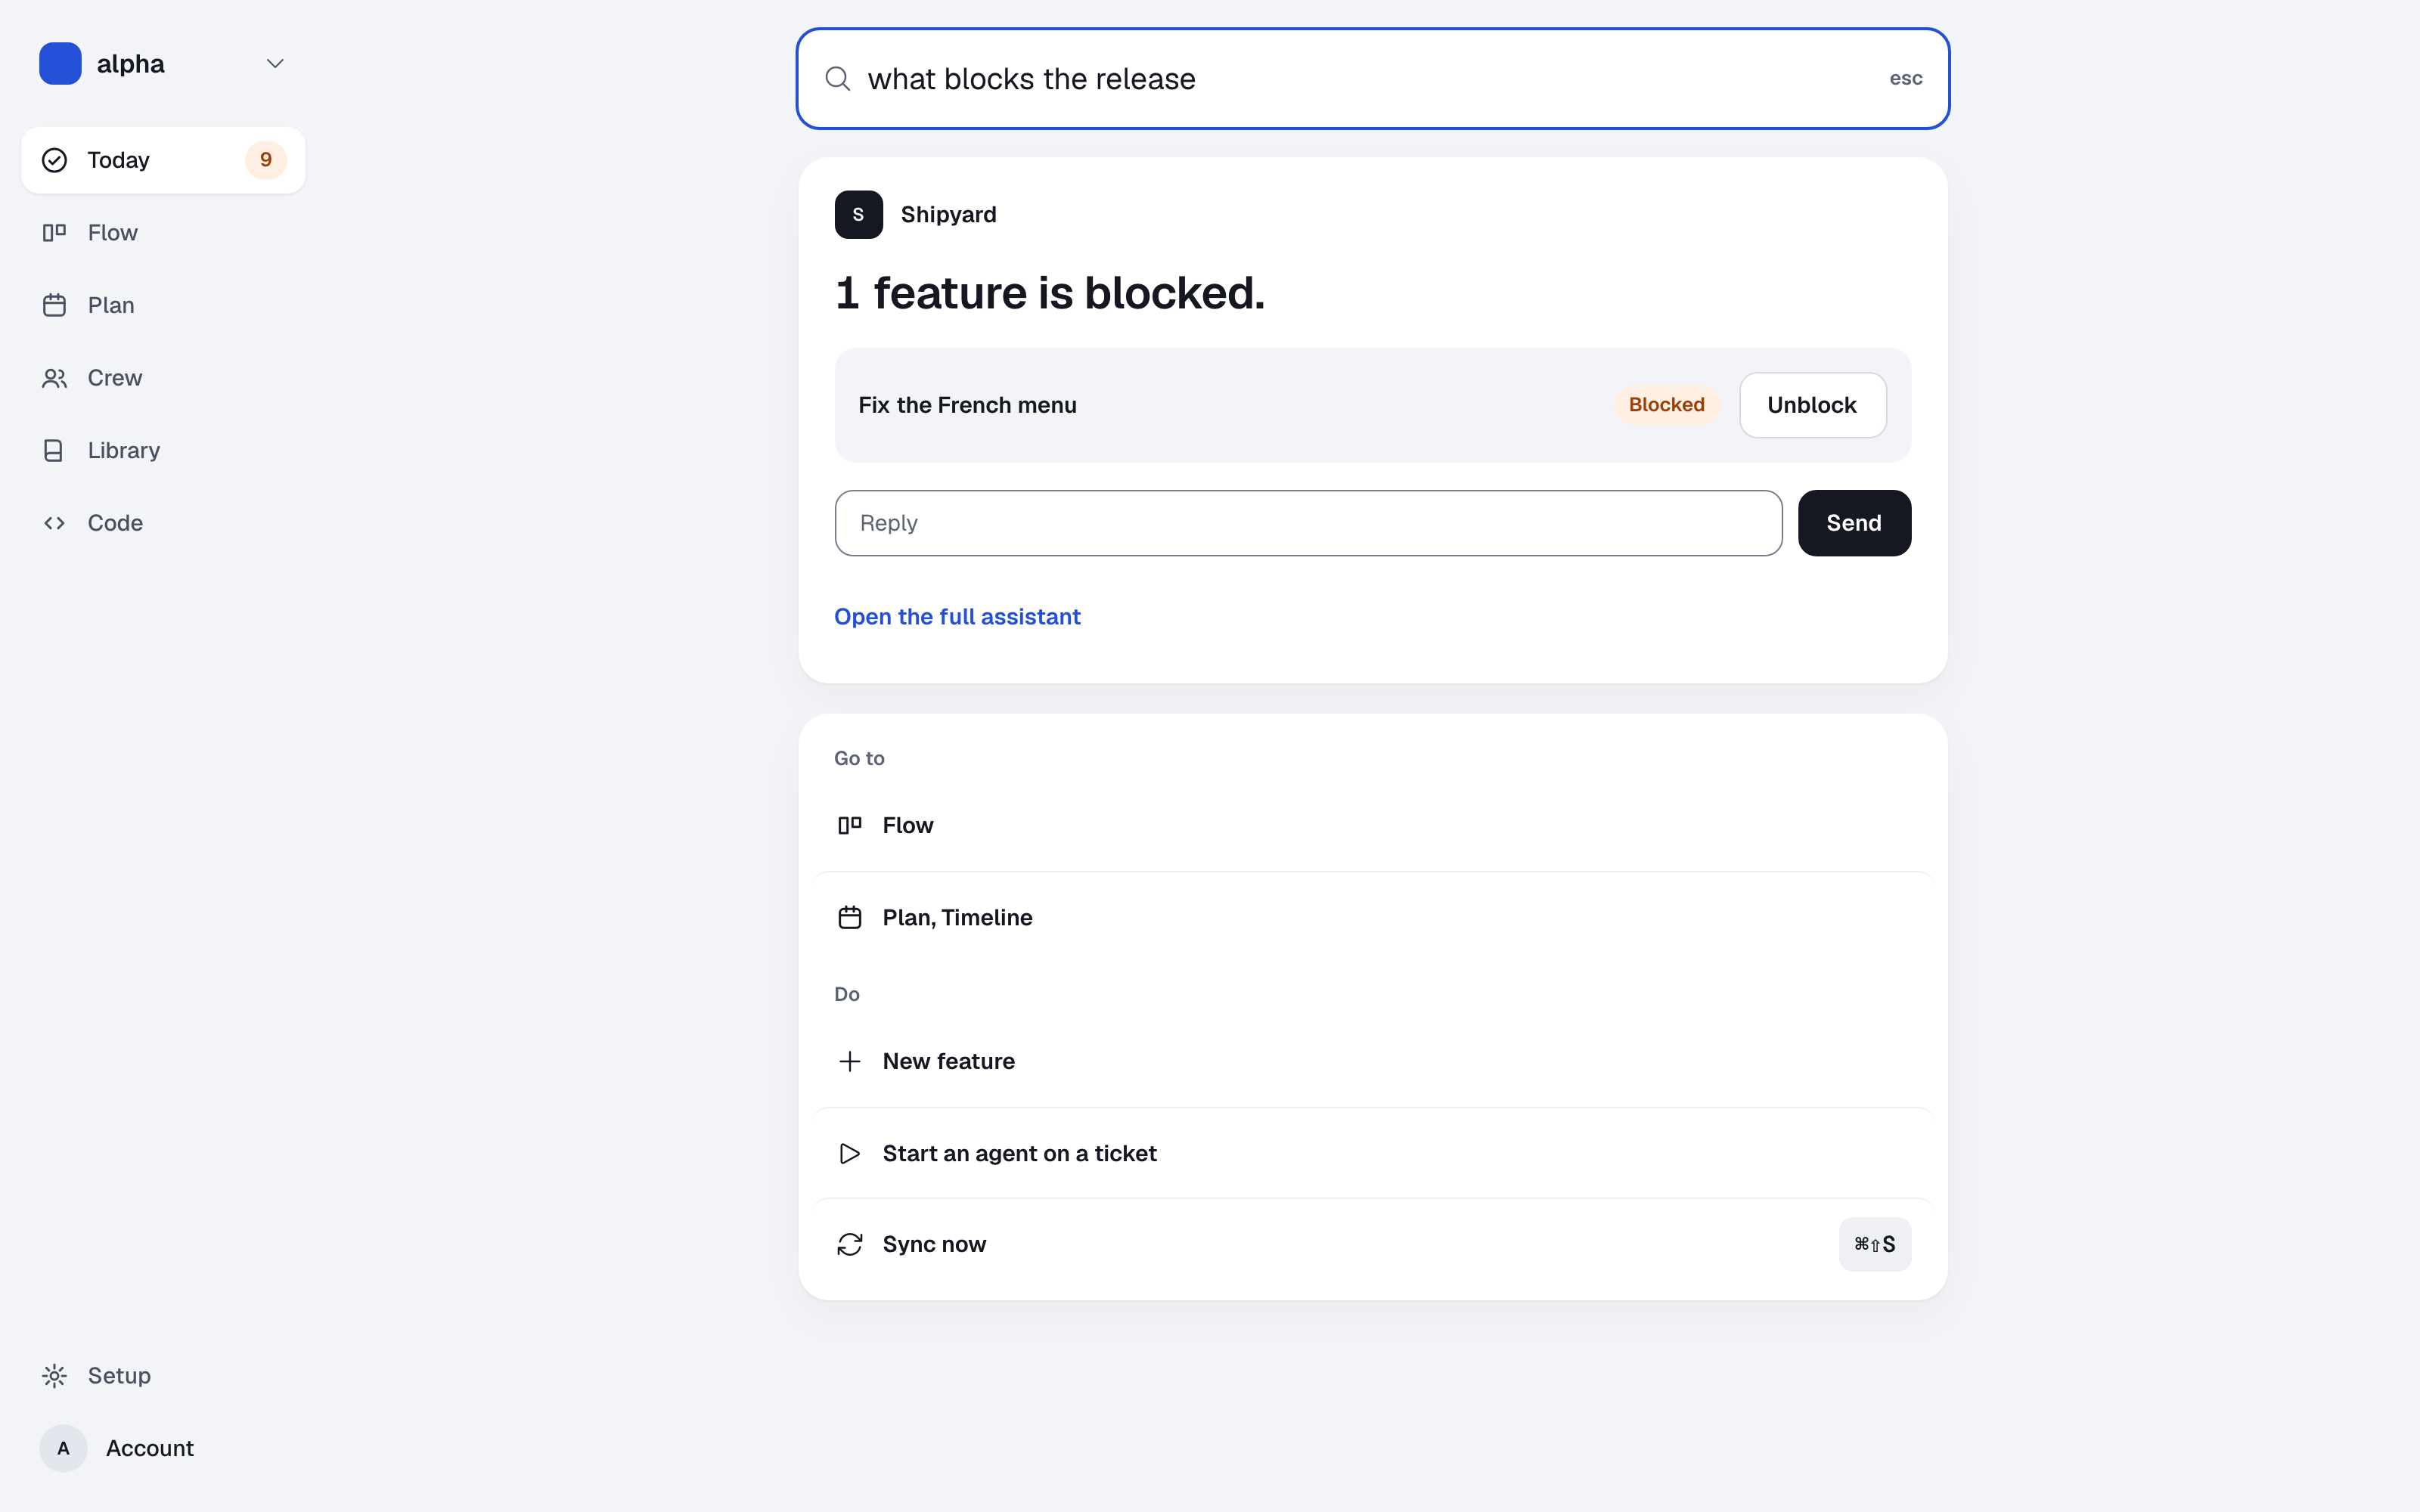 alpha
Today 9
Flow
Plan
Crew
Library
Code
Setup
A Account
what blocks the release esc
S Shipyard
1 feature is blocked.
Fix the French menu Blocked Unblock
Reply Send
Open the full assistant
Go to
Flow
Plan, Timeline
Do
New feature
Start an agent on a ticket
Sync now ⌘⇧S